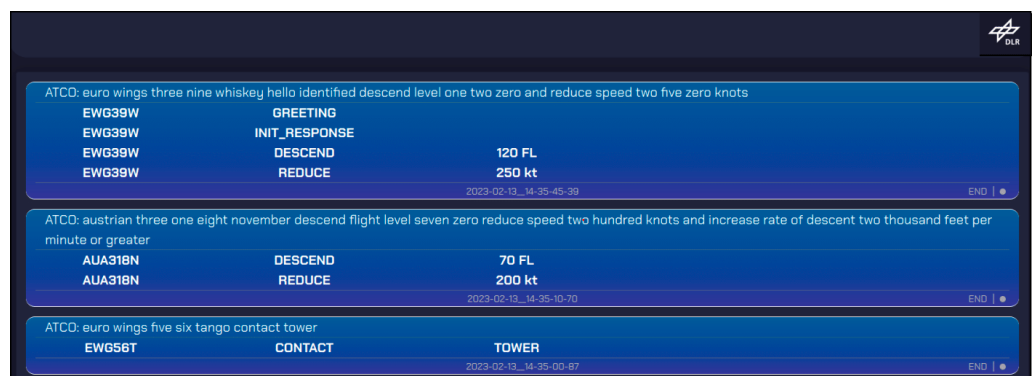 DLR
ATCO: euro wings three nine whiskey hello identified descend level one two zero and reduce speed two five zero knots
EWG39W GREETING
EWG39W INIT_RESPONSE
EWG39W DESCEND 120 FL
EWG39W REDUCE 250 kt
2023-02-13__14-35-45-39 END | ●
ATCO: austrian three one eight november descend flight level seven zero reduce speed two hundred knots and increase rate of descent two thousand feet per
minute or greater
AUA318N DESCEND 70 FL
AUA318N REDUCE 200 kt
2023-02-13__14-35-10-70 END | ●
ATCO: euro wings five six tango contact tower
EWG56T CONTACT TOWER
2023-02-13__14-35-00-87 END | ●